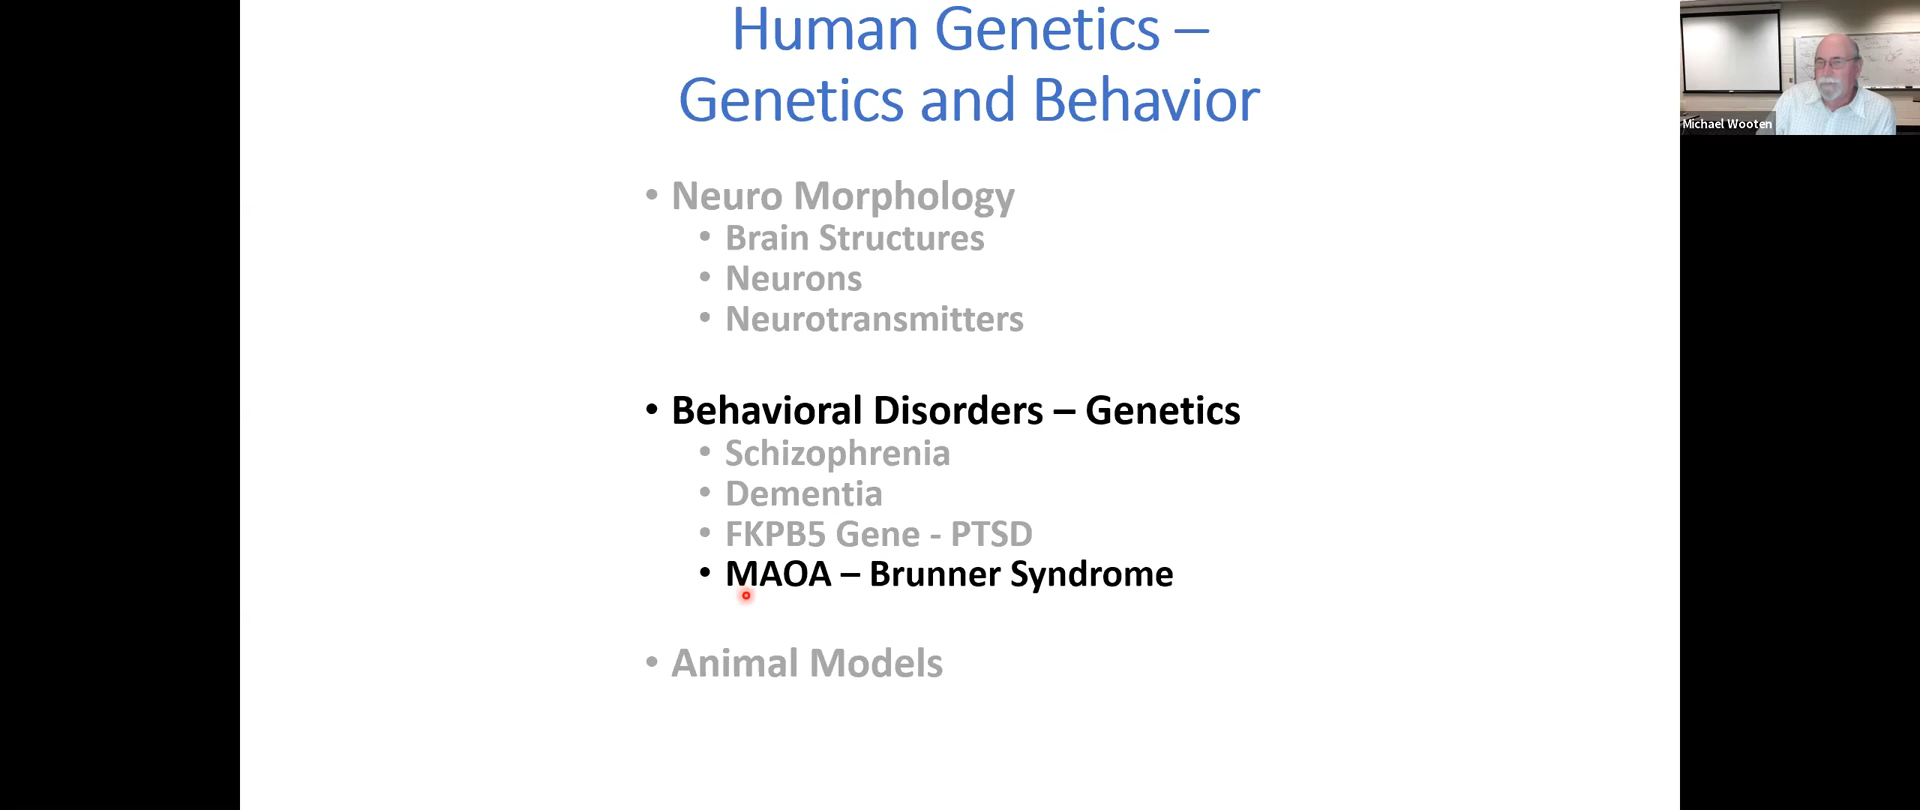 Human Genetics –
Genetics and Behavior
• Neuro Morphology
• Brain Structures
• Neurons
• Neurotransmitters
• Behavioral Disorders – Genetics
• Schizophrenia
• Dementia
• FKPB5 Gene - PTSD
• MAOA – Brunner Syndrome
• Animal Models
Michael Wooten